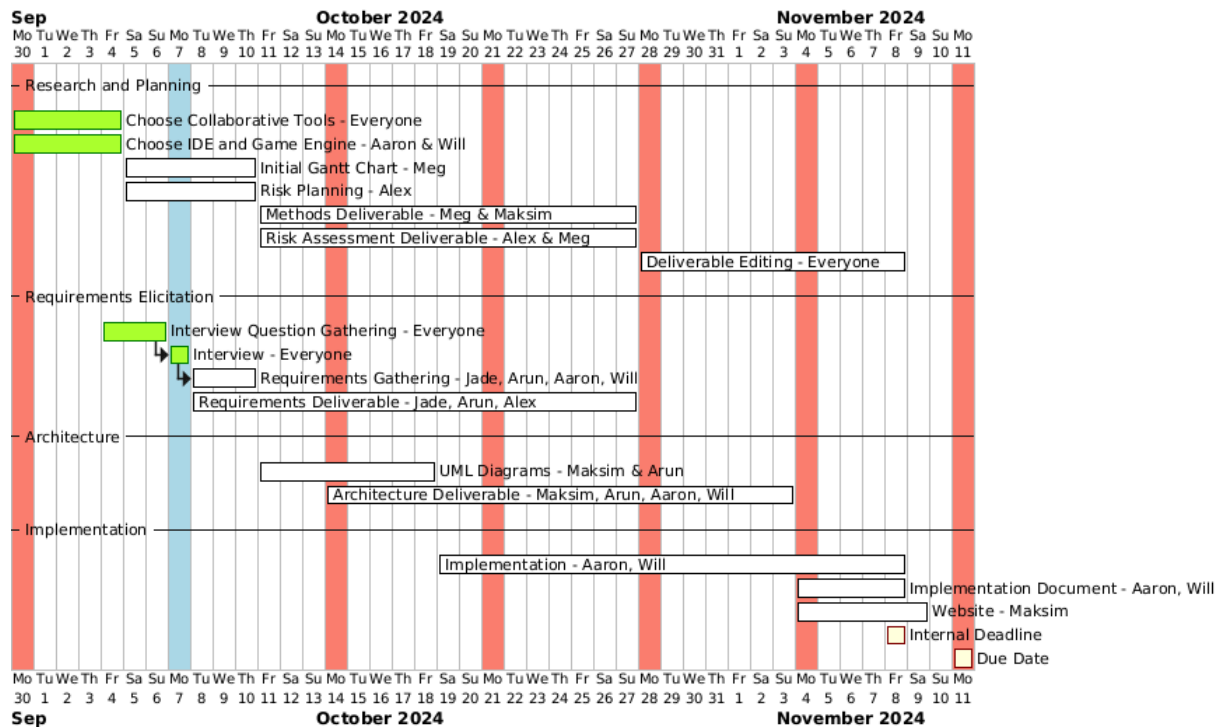 Sep October 2024 November 2024
Mo Tu We Th Fr Sa Su Mo Tu We Th Fr Sa Su Mo Tu We Th Fr Sa Su Mo Tu We Th Fr Sa Su Mo Tu We Th Fr Sa Su Mo Tu We Th Fr Sa Su Mo
30 1 2 3 4 5 6 7 8 9 10 11 12 13 14 15 16 17 18 19 20 21 22 23 24 25 26 27 28 29 30 31 1 2 3 4 5 6 7 8 9 10 11
Research and Planning
Choose Collaborative Tools - Everyone
Choose IDE and Game Engine - Aaron & Will
Initial Gantt Chart - Meg
Risk Planning - Alex
Methods Deliverable - Meg & Maksim
Risk Assessment Deliverable - Alex & Meg
Deliverable Editing - Everyone
Requirements Elicitation
Interview Question Gathering - Everyone
Interview - Everyone
Requirements Gathering - Jade, Arun, Aaron, Will
Requirements Deliverable - Jade, Arun, Alex
Architecture
UML Diagrams - Maksim & Arun
Architecture Deliverable - Maksim, Arun, Aaron, Will
Implementation
Implementation - Aaron, Will
Implementation Document - Aaron, Will
Website - Maksim
Internal Deadline
Due Date
Mo Tu We Th Fr Sa Su Mo Tu We Th Fr Sa Su Mo Tu We Th Fr Sa Su Mo Tu We Th Fr Sa Su Mo Tu We Th Fr Sa Su Mo Tu We Th Fr Sa Su Mo
30 1 2 3 4 5 6 7 8 9 10 11 12 13 14 15 16 17 18 19 20 21 22 23 24 25 26 27 28 29 30 31 1 2 3 4 5 6 7 8 9 10 11
Sep October 2024 November 2024